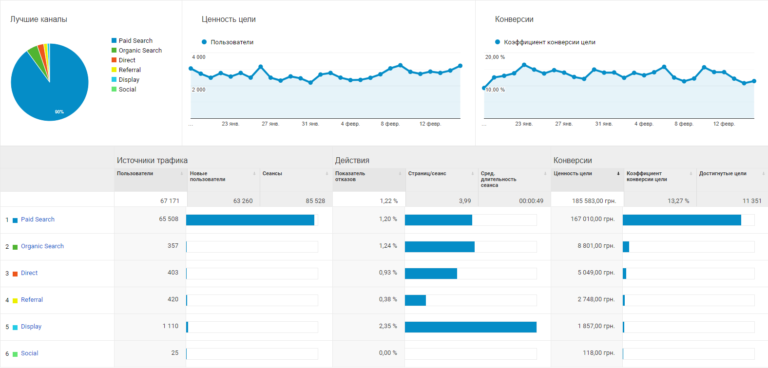 Лучшие каналы
Paid Search
Organic Search
Direct
Referral
Display
Social
90%
Ценность цели
Пользователи
4 000
2 000
...
23 янв.
27 янв.
31 янв.
4 февр.
8 февр.
12 февр.
Конверсии
Коэффициент конверсии цели
20.00 %
10.00 %
...
23 янв.
27 янв.
31 янв.
4 февр.
8 февр.
12 февр.
Источники трафика Действия Конверсии
Пользователи Новые пользователи Сеансы Показатель отказов Страниц/сеанс Сред. длительность сеанса Ценность цели Коэффициент конверсии цели Достигнутые цели
67 171 63 260 85 528 1,22 % 3,99 00:00:49 185 583,00 грн. 13,27 % 11 351
1 Paid Search 65 508 1,20 % 167 010,00 грн.
2 Organic Search 357 1,24 % 8 801,00 грн.
3 Direct 403 0,93 % 5 049,00 грн.
4 Referral 420 0,38 % 2 748,00 грн.
5 Display 1 110 2,35 % 1 857,00 грн.
6 Social 25 0,00 % 118,00 грн.